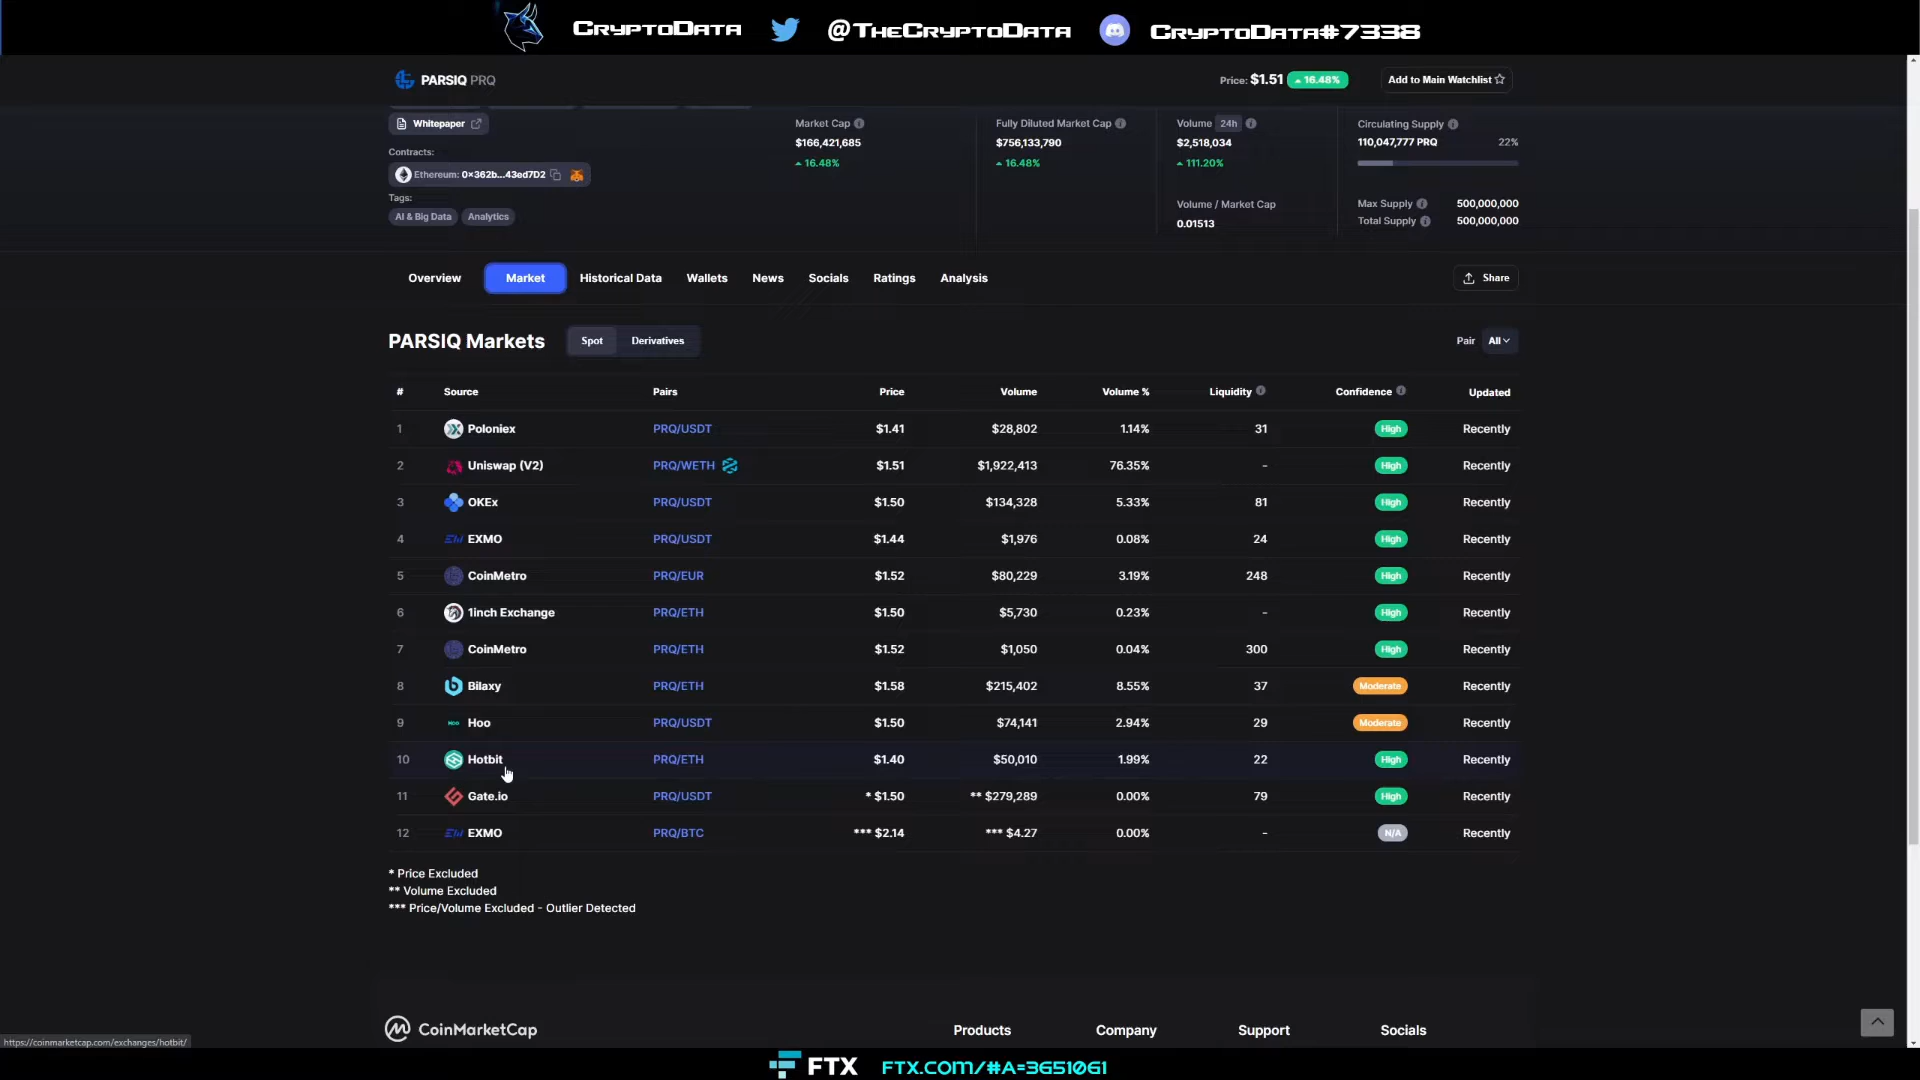 CryptoData @TheCryptoData CryptoData#7338
PARSIQ PRQ Price: $1.51 16.48% Add to Main Watchlist
Whitepaper Market Cap Fully Diluted Market Cap Volume 24h Circulating Supply
$166,421,685 $756,133,790 $2,518,034 110,047,777 PRQ 22%
Contracts: 16.48% 16.48% 111.20%
Ethereum: 0x362b...43ed7D2
Tags: Volume / Market Cap Max Supply 500,000,000
AI & Big Data Analytics 0.01513 Total Supply 500,000,000
Overview Market Historical Data Wallets News Socials Ratings Analysis Share
PARSIQ Markets Spot Derivatives Pair All
# Source Pairs Price Volume Volume % Liquidity Confidence Updated
1 Poloniex PRQ/USDT $1.41 $28,802 1.14% 31 High Recently
2 Uniswap (V2) PRQ/WETH $1.51 $1,922,413 76.35% - High Recently
3 OKEx PRQ/USDT $1.50 $134,328 5.33% 81 High Recently
4 EXMO PRQ/USDT $1.44 $1,976 0.08% 24 High Recently
5 CoinMetro PRQ/EUR $1.52 $80,229 3.19% 248 High Recently
6 1inch Exchange PRQ/ETH $1.50 $5,730 0.23% - High Recently
7 CoinMetro PRQ/ETH $1.52 $1,050 0.04% 300 High Recently
8 Bilaxy PRQ/ETH $1.58 $215,402 8.55% 37 Moderate Recently
9 Hoo PRQ/USDT $1.50 $74,141 2.94% 29 Moderate Recently
10 Hotbit PRQ/ETH $1.40 $50,010 1.99% 22 High Recently
11 Gate.io PRQ/USDT * $1.50 ** $279,289 0.00% 79 High Recently
12 EXMO PRQ/BTC *** $2.14 *** $4.27 0.00% - N/A Recently
* Price Excluded
** Volume Excluded
*** Price/Volume Excluded - Outlier Detected
CoinMarketCap Products Company Support Socials
https://coinmarketcap.com/exchanges/hotbit/
FTX FTX.COM/#A=3651061